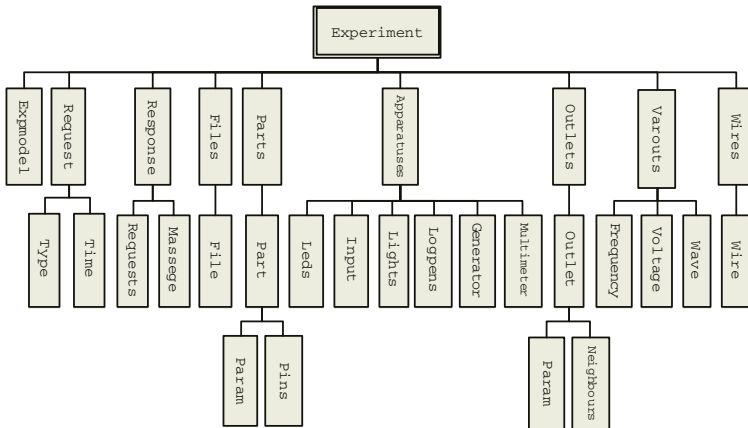 Experiment
Expmodel
Request
Response
Files
Parts
Apparatuses
Outlets
Varouts
Wires
Type
Time
Requests
Massege
File
Part
Leds
Input
Lights
Logpens
Generator
Multimeter
Outlet
Frequency
Voltage
Wave
Wire
Param
Pins
Param
Neighbours